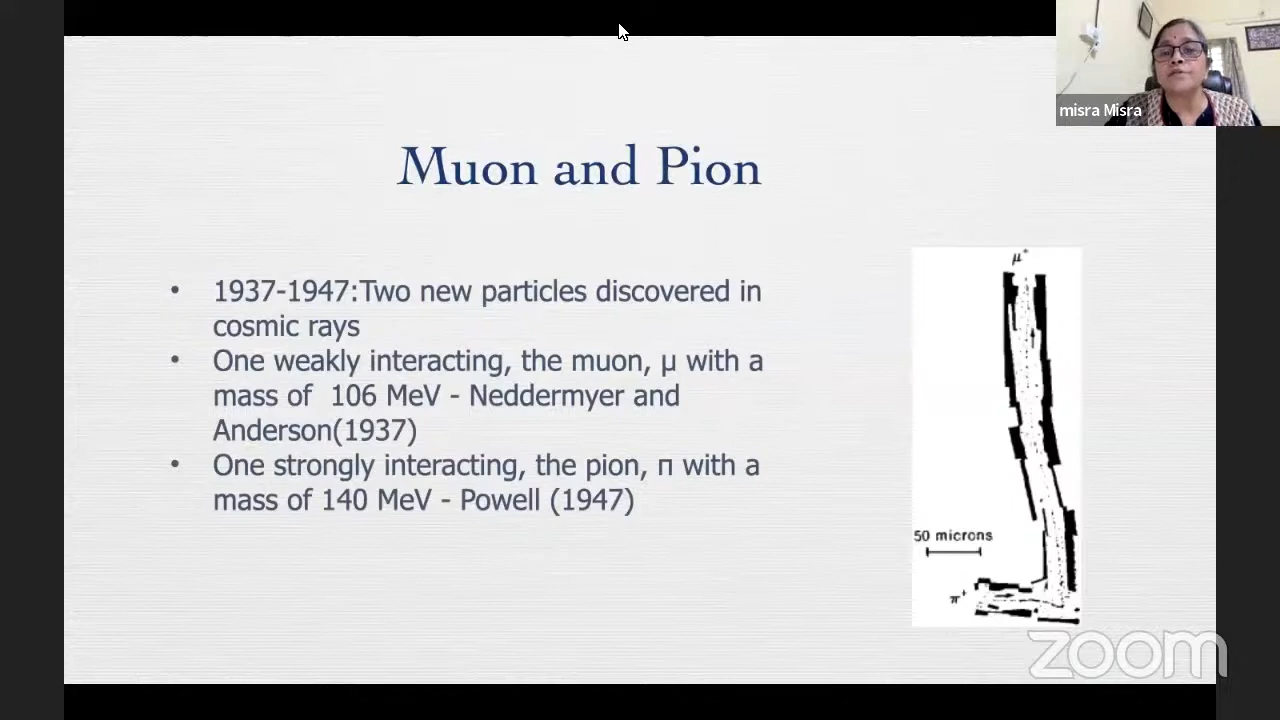 misra Misra
Muon and Pion
• 1937-1947:Two new particles discovered in
cosmic rays
• One weakly interacting, the muon, μ with a
mass of 106 MeV - Neddermyer and
Anderson(1937)
• One strongly interacting, the pion, π with a
mass of 140 MeV - Powell (1947)
μ⁺
50 microns
π⁺
zoom